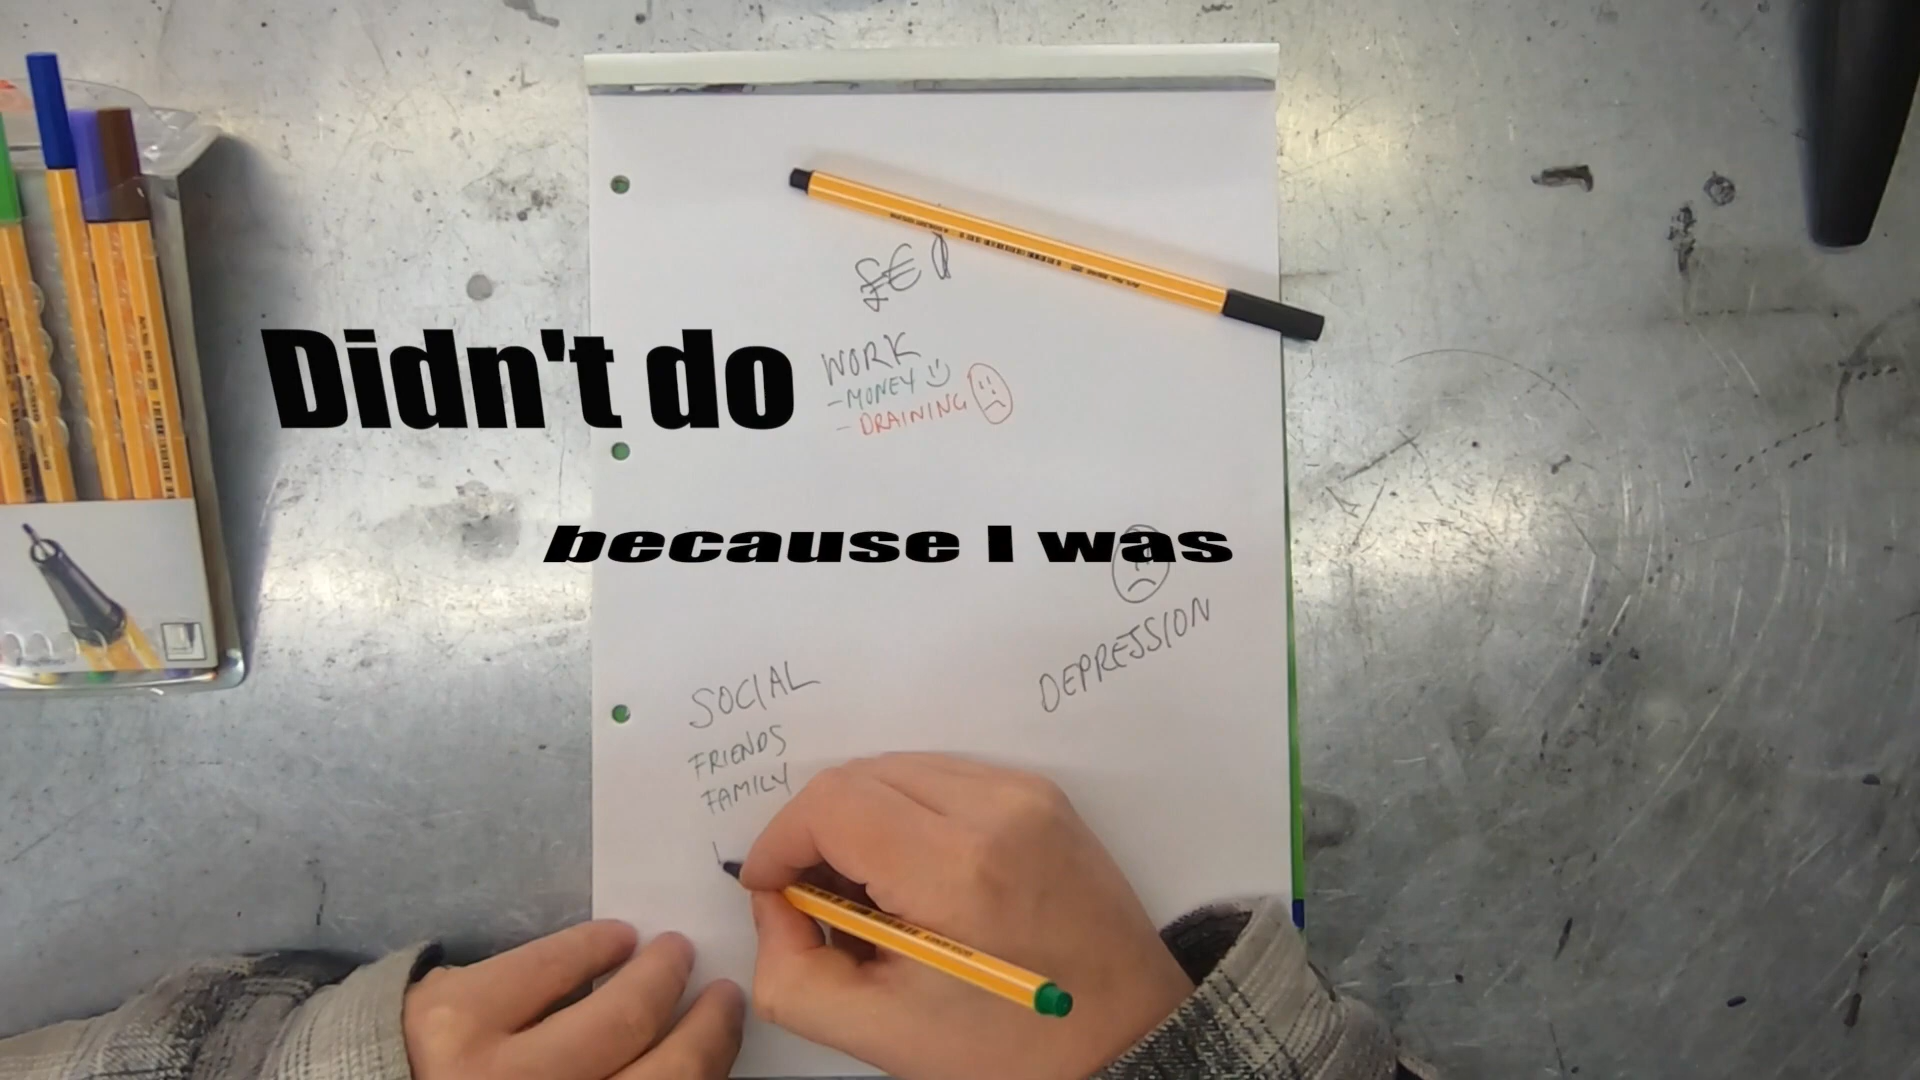 £€
Didn't do
WORK
-MONEY
- DRAINING
because I was
DEPRESSION
SOCIAL
FRIENDS
FAMILY